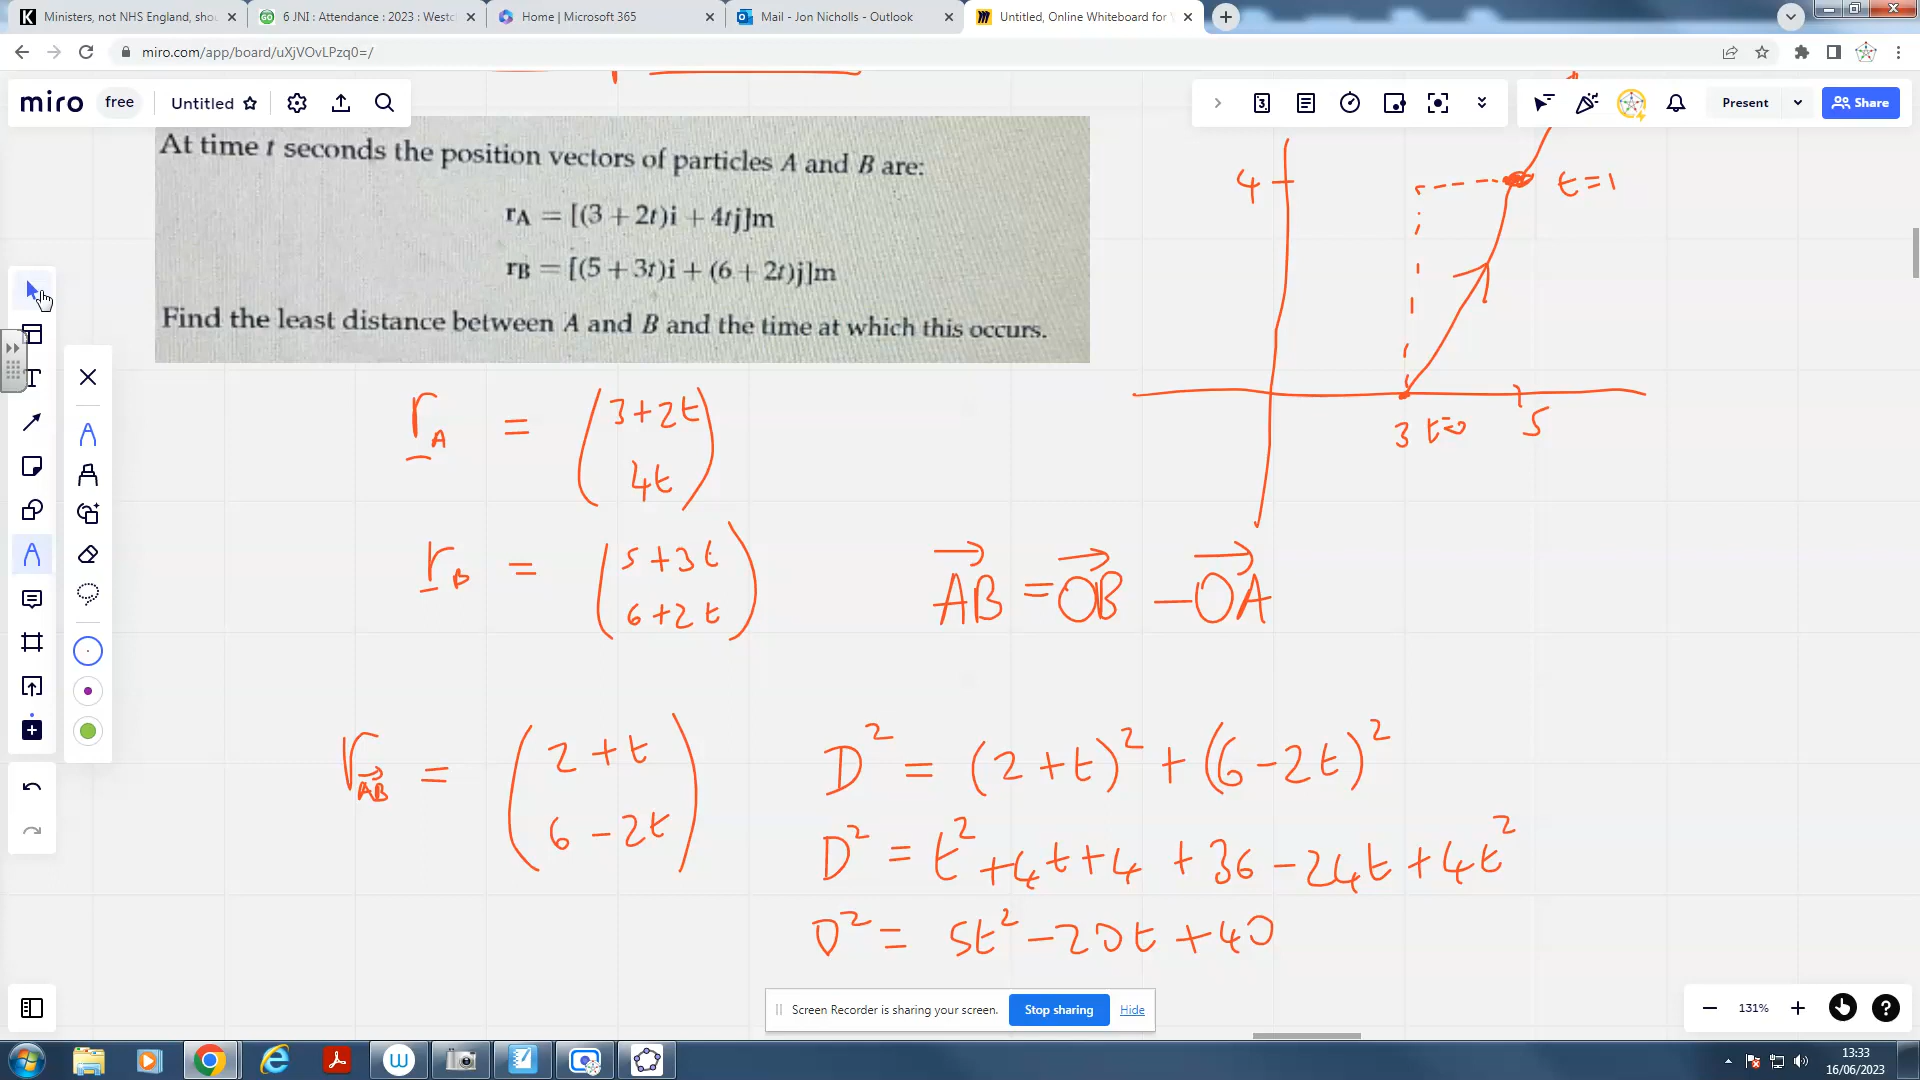 Ministers, not NHS England, shou
6 JNI : Attendance : 2023 : Westc
Home | Microsoft 365
Mail - Jon Nicholls - Outlook
Untitled, Online Whiteboard for
miro.com/app/board/uXjVOvLPzq0=/
miro free Untitled
Present Share
At time t seconds the position vectors of particles A and B are:
rA = [(3 + 2t)i + 4tj]m
rB = [(5 + 3t)i + (6 + 2t)j]m
Find the least distance between A and B and the time at which this occurs.
4 t=1
3 t=0 5
r A = (3+2t
4t)
r B = (5+3t
6+2t)
AB = OB - OA
r AB = (2+t
6-2t)
D² = (2+t)² + (6-2t)²
D² = t²+4t+4 +36-24t+4t²
D² = 5t²-20t+40
Screen Recorder is sharing your screen. Stop sharing Hide
131%
13:33
16/06/2023